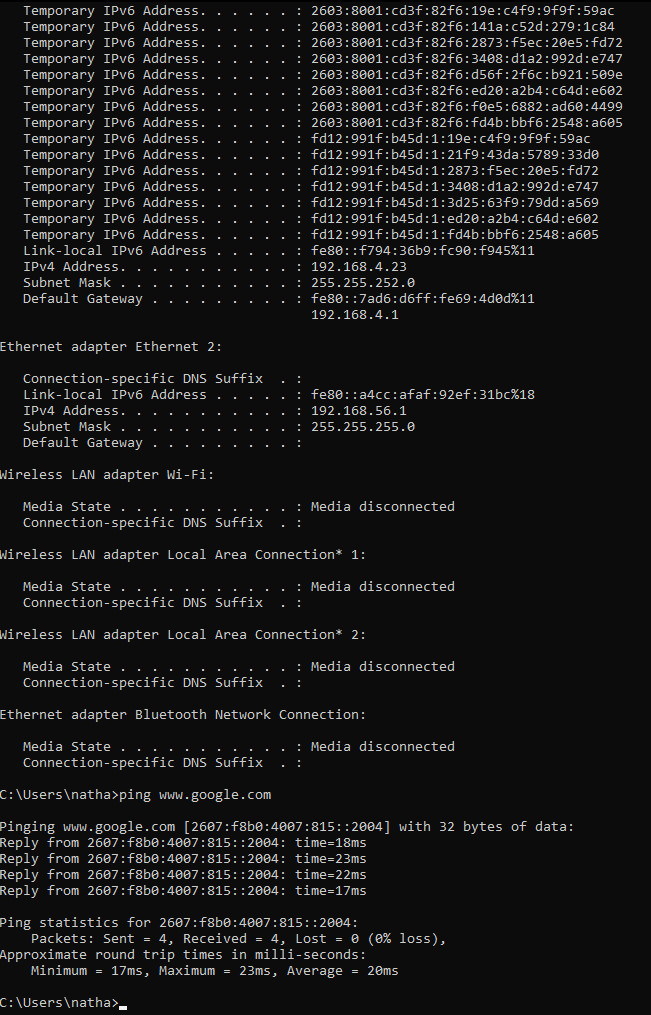 Temporary IPv6 Address. . . . . . : 2603:8001:cd3f:82f6:19e:c4f9:9f9f:59ac
Temporary IPv6 Address. . . . . . : 2603:8001:cd3f:82f6:141a:c52d:279:1c84
Temporary IPv6 Address. . . . . . : 2603:8001:cd3f:82f6:2873:f5ec:20e5:fd72
Temporary IPv6 Address. . . . . . : 2603:8001:cd3f:82f6:3408:d1a2:992d:e747
Temporary IPv6 Address. . . . . . : 2603:8001:cd3f:82f6:d56f:2f6c:b921:509e
Temporary IPv6 Address. . . . . . : 2603:8001:cd3f:82f6:ed20:a2b4:c64d:e602
Temporary IPv6 Address. . . . . . : 2603:8001:cd3f:82f6:f0e5:6882:ad60:4499
Temporary IPv6 Address. . . . . . : 2603:8001:cd3f:82f6:fd4b:bbf6:2548:a605
Temporary IPv6 Address. . . . . . : fd12:991f:b45d:1:19e:c4f9:9f9f:59ac
Temporary IPv6 Address. . . . . . : fd12:991f:b45d:1:21f9:43da:5789:33d0
Temporary IPv6 Address. . . . . . : fd12:991f:b45d:1:2873:f5ec:20e5:fd72
Temporary IPv6 Address. . . . . . : fd12:991f:b45d:1:3408:d1a2:992d:e747
Temporary IPv6 Address. . . . . . : fd12:991f:b45d:1:3d25:63f9:79dd:a569
Temporary IPv6 Address. . . . . . : fd12:991f:b45d:1:ed20:a2b4:c64d:e602
Temporary IPv6 Address. . . . . . : fd12:991f:b45d:1:fd4b:bbf6:2548:a605
Link-local IPv6 Address . . . . . : fe80::f794:36b9:fc90:f945%11
IPv4 Address. . . . . . . . . . . : 192.168.4.23
Subnet Mask . . . . . . . . . . . : 255.255.252.0
Default Gateway . . . . . . . . . : fe80::7ad6:d6ff:fe69:4d0d%11
192.168.4.1
Ethernet adapter Ethernet 2:
Connection-specific DNS Suffix  . :
Link-local IPv6 Address . . . . . : fe80::a4cc:afaf:92ef:31bc%18
IPv4 Address. . . . . . . . . . . : 192.168.56.1
Subnet Mask . . . . . . . . . . . : 255.255.255.0
Default Gateway . . . . . . . . . :
Wireless LAN adapter Wi-Fi:
Media State . . . . . . . . . . . : Media disconnected
Connection-specific DNS Suffix  . :
Wireless LAN adapter Local Area Connection* 1:
Media State . . . . . . . . . . . : Media disconnected
Connection-specific DNS Suffix  . :
Wireless LAN adapter Local Area Connection* 2:
Media State . . . . . . . . . . . : Media disconnected
Connection-specific DNS Suffix  . :
Ethernet adapter Bluetooth Network Connection:
Media State . . . . . . . . . . . : Media disconnected
Connection-specific DNS Suffix  . :
C:\Users\natha>ping www.google.com
Pinging www.google.com [2607:f8b0:4007:815::2004] with 32 bytes of data:
Reply from 2607:f8b0:4007:815::2004: time=18ms
Reply from 2607:f8b0:4007:815::2004: time=23ms
Reply from 2607:f8b0:4007:815::2004: time=22ms
Reply from 2607:f8b0:4007:815::2004: time=17ms
Ping statistics for 2607:f8b0:4007:815::2004:
Packets: Sent = 4, Received = 4, Lost = 0 (0% loss),
Approximate round trip times in milli-seconds:
Minimum = 17ms, Maximum = 23ms, Average = 20ms
C:\Users\natha>